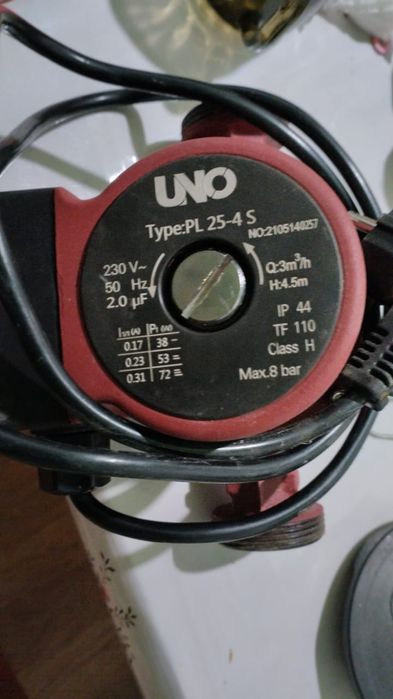 UNO
Type:PL 25-4 S
NO:2105140257
230 V~
50 Hz
2.0 µF
Q:3m³/h
H:4.5m
IP 44
TF 110
Class H
Max.8 bar
I₁/₁ (A) P₁ (W)
0.17 38 –
0.23 53 =
0.31 72 ≡